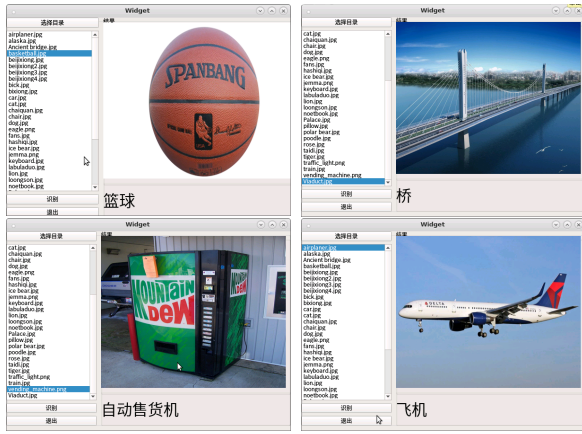 Widget
选择目录
结果
airplaner.jpg
alaska.jpg
Ancient bridge.jpg
basketball.jpg
beijixiong.jpg
beijixiong2.jpg
beijixiong3.jpg
beijixiong4.jpg
bick.jpg
bixiong.jpg
car.jpg
cat.jpg
chaiquan.jpg
chair.jpg
dog.jpg
eagle.png
fans.jpg
hashiqi.jpg
ice bear.jpg
jemma.png
keyboard.jpg
labuladuo.jpg
lion.jpg
loongson.jpg
noetbook.jpg
SPANBANG
识别
退出
篮球
Widget
选择目录
结果
cat.jpg
chaiquan.jpg
chair.jpg
dog.jpg
eagle.png
fans.jpg
hashiqi.jpg
ice bear.jpg
jemma.png
keyboard.jpg
labuladuo.jpg
lion.jpg
loongson.jpg
noetbook.jpg
Palace.jpg
pillow.jpg
polar bear.jpg
poodle.jpg
rose.jpg
taidi.jpg
tiger.jpg
traffic_light.png
train.jpg
vending_machine.png
Viaduct.jpg
识别
退出
桥
Widget
选择目录
结果
cat.jpg
chaiquan.jpg
chair.jpg
dog.jpg
eagle.png
fans.jpg
hashiqi.jpg
ice bear.jpg
jemma.png
keyboard.jpg
labuladuo.jpg
lion.jpg
loongson.jpg
noetbook.jpg
Palace.jpg
pillow.jpg
polar bear.jpg
poodle.jpg
rose.jpg
taidi.jpg
tiger.jpg
traffic_light.png
train.jpg
vending_machine.png
Viaduct.jpg
MOUNTAIN
DEW
识别
退出
自动售货机
Widget
选择目录
结果
airplaner.jpg
alaska.jpg
Ancient bridge.jpg
basketball.jpg
beijixiong.jpg
beijixiong2.jpg
beijixiong3.jpg
beijixiong4.jpg
bick.jpg
bixiong.jpg
car.jpg
cat.jpg
chaiquan.jpg
chair.jpg
dog.jpg
eagle.png
fans.jpg
hashiqi.jpg
ice bear.jpg
jemma.png
keyboard.jpg
labuladuo.jpg
lion.jpg
loongson.jpg
noetbook.jpg
DELTA
识别
退出
飞机